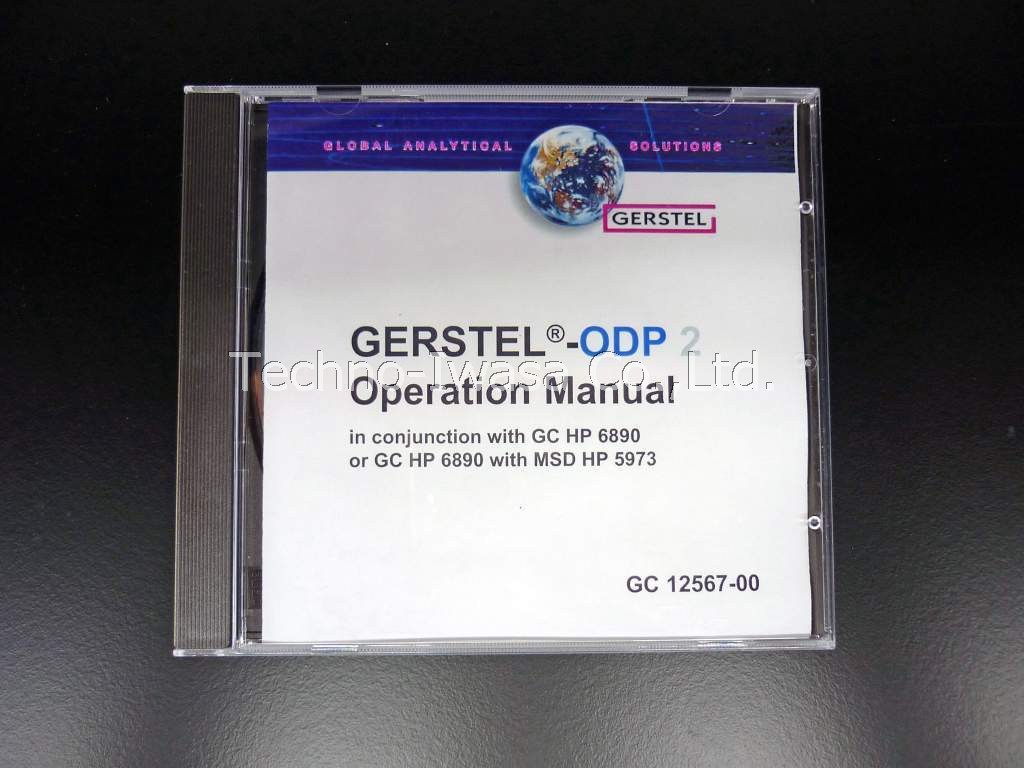 GLOBAL ANALYTICAL SOLUTIONS
GERSTEL
GERSTEL®-ODP 2
Techno-Iwasa Co.,Ltd.
Operation Manual
in conjunction with GC HP 6890
or GC HP 6890 with MSD HP 5973
GC 12567-00